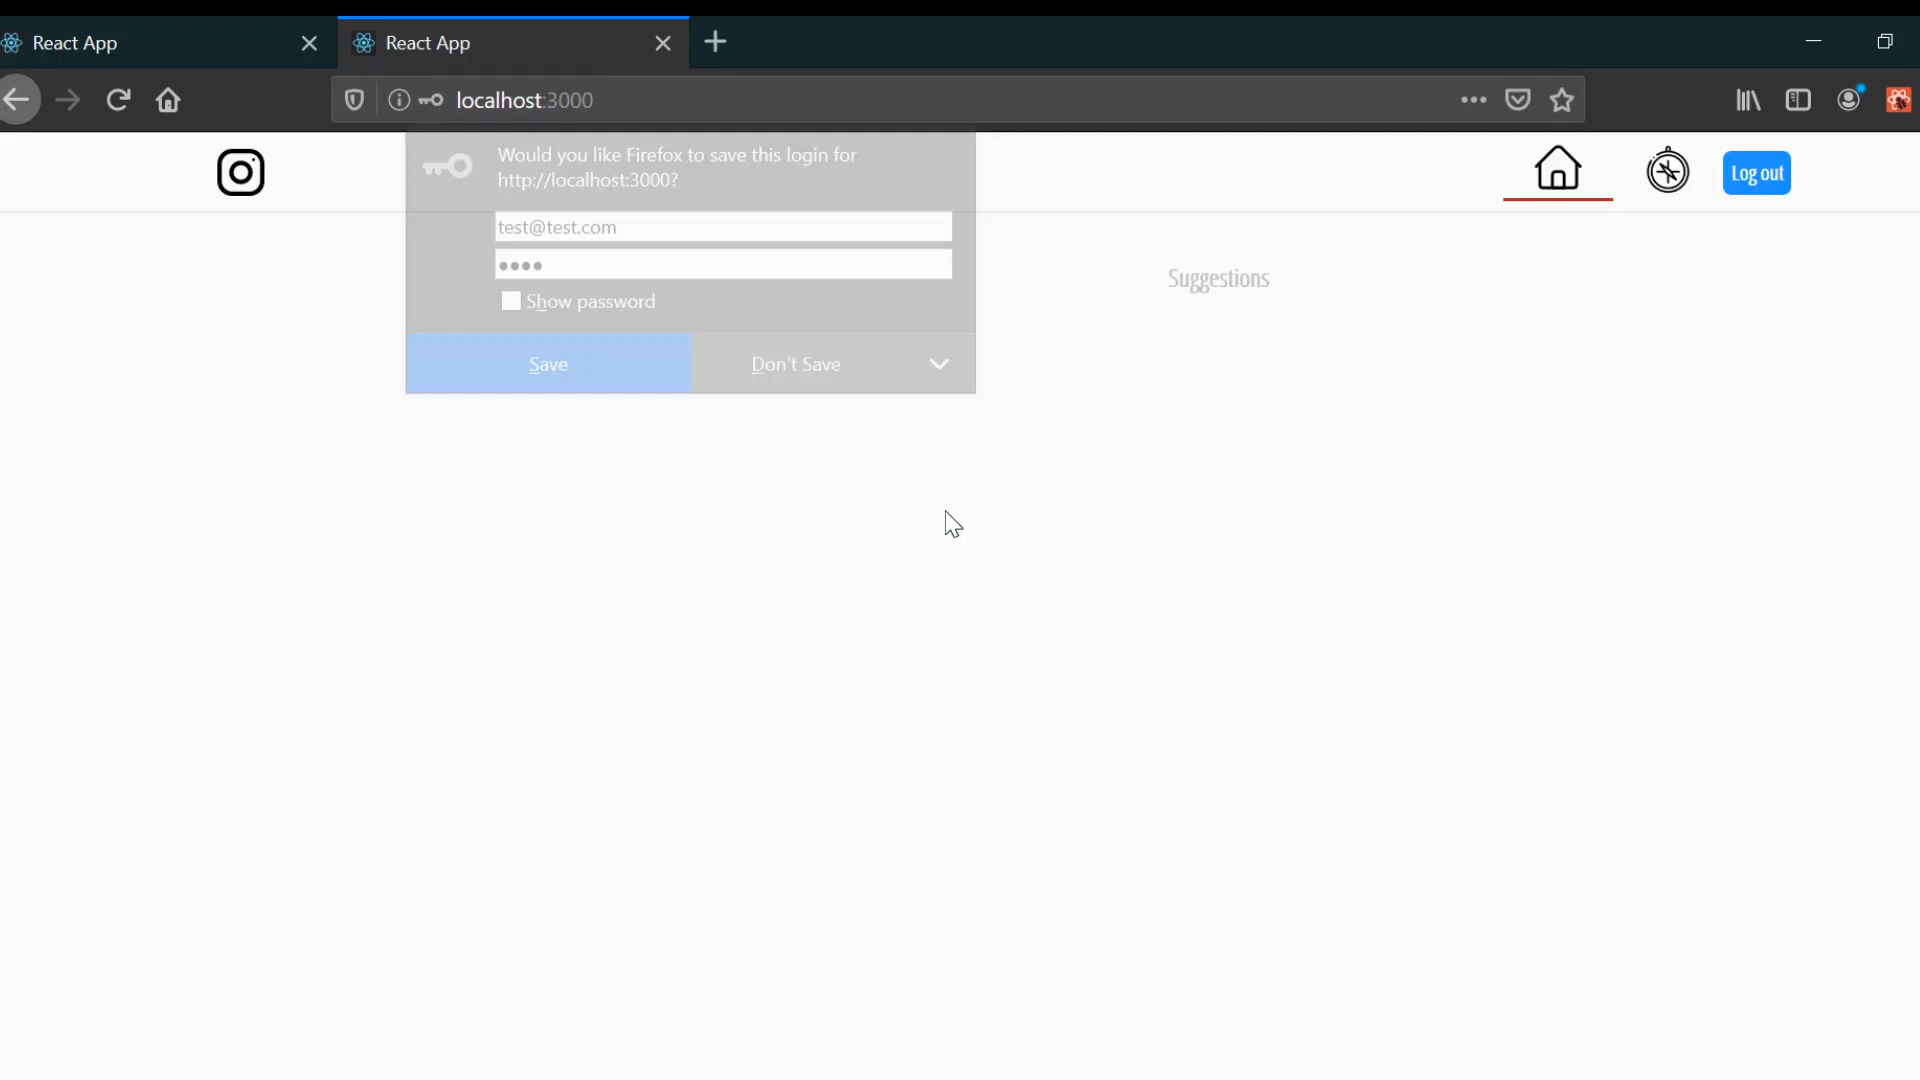 React App
React App
localhost:3000
Would you like Firefox to save this login for
http://localhost:3000?
test@test.com
Show password
Save
Don't Save
Log out
Suggestions